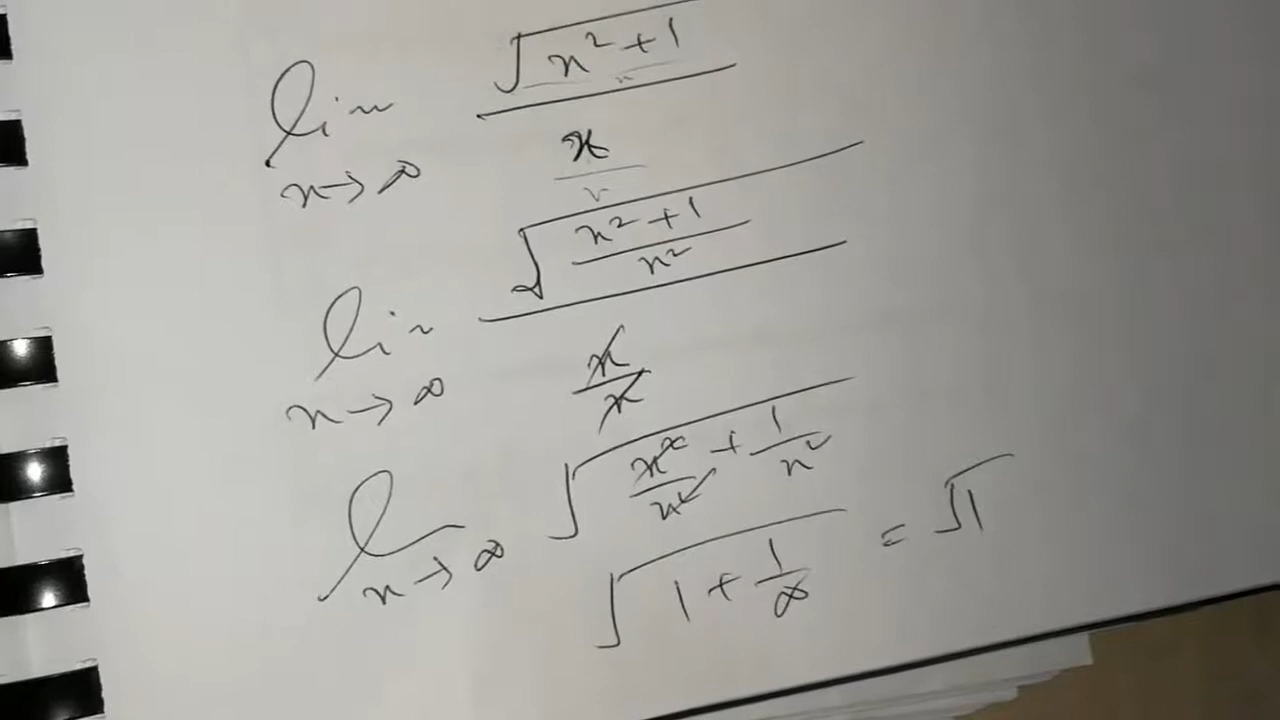 lim x→∞ √(x² + 1) / x
lim x→∞ √((x² + 1)/x²) / (x/x)
lim x→∞ √(x²/x² + 1/x²)
√(1 + 1/∞) = √1